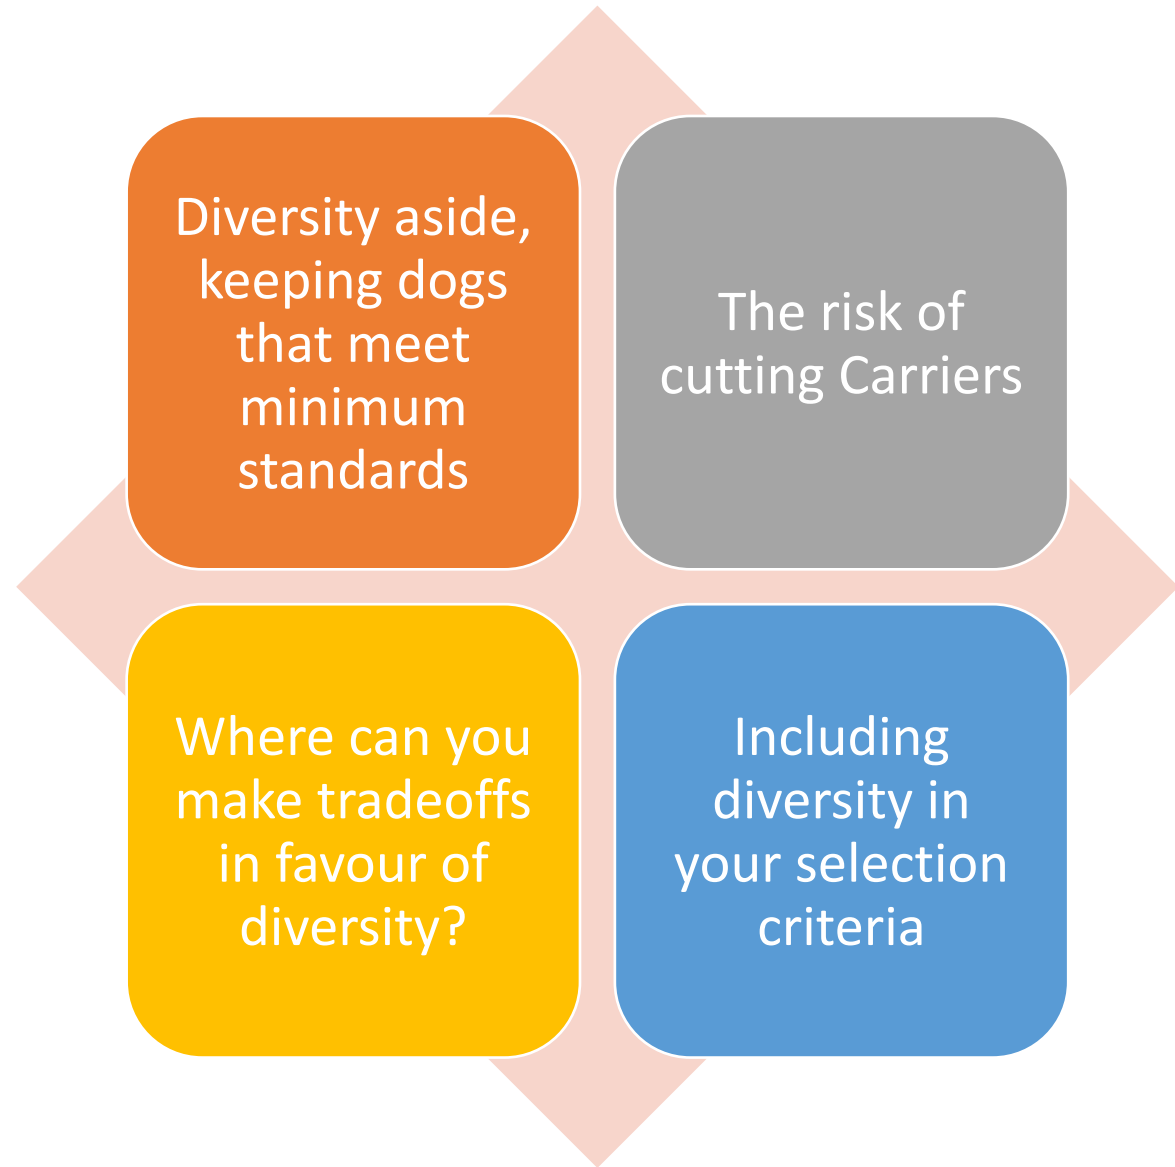 Diversity aside,
keeping dogs
that meet
minimum
standards
The risk of
cutting Carriers
Where can you
make tradeoffs
in favour of
diversity?
Including
diversity in
your selection
criteria